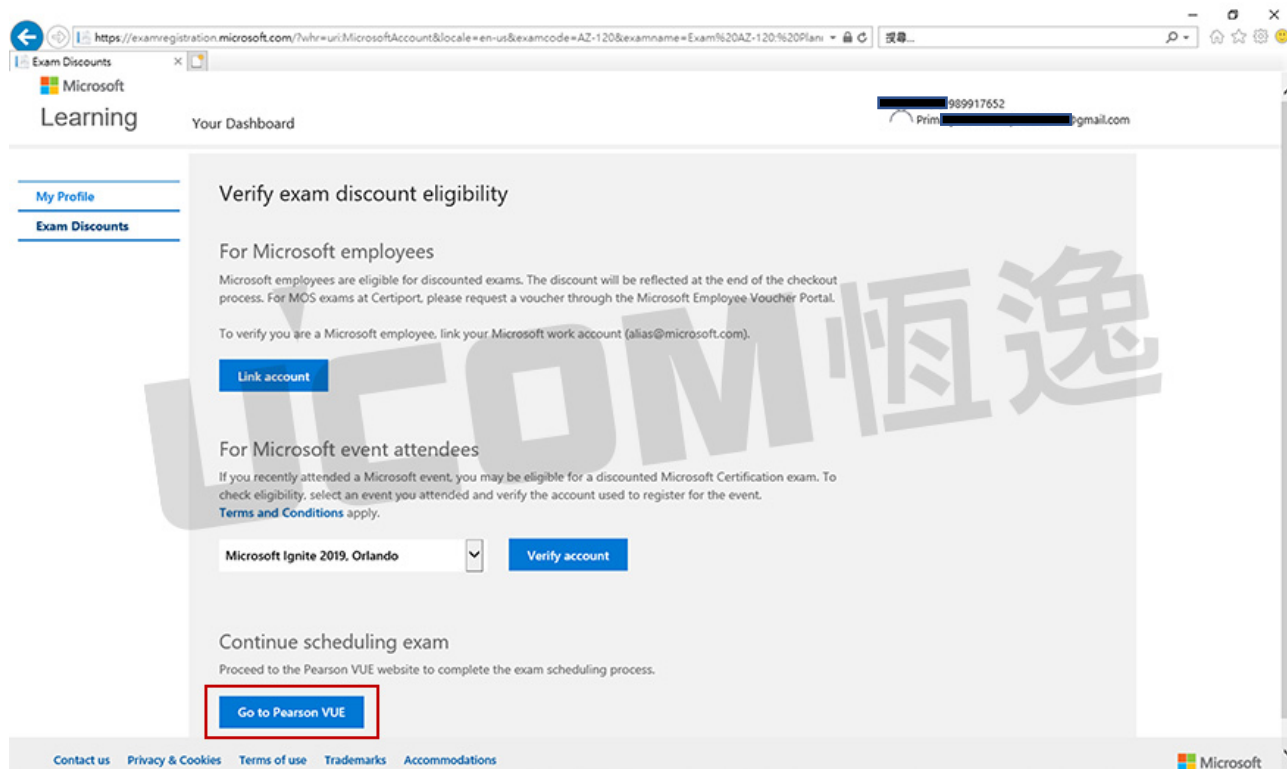 https://examregistration.microsoft.com/?whr=uri:MicrosoftAccount&locale=en-us&examcode=AZ-120&examname=Exam%20AZ-120:%20Plani
搜尋...
Exam Discounts
Microsoft
Learning
Your Dashboard
989917652
Prim
@gmail.com
My Profile
Exam Discounts
Verify exam discount eligibility
For Microsoft employees
Microsoft employees are eligible for discounted exams. The discount will be reflected at the end of the checkout
process. For MOS exams at Certiport, please request a voucher through the Microsoft Employee Voucher Portal.
To verify you are a Microsoft employee, link your Microsoft work account (alias@microsoft.com).
Link account
For Microsoft event attendees
If you recently attended a Microsoft event, you may be eligible for a discounted Microsoft Certification exam. To
check eligibility, select an event you attended and verify the account used to register for the event.
Terms and Conditions apply.
Microsoft Ignite 2019, Orlando
Verify account
Continue scheduling exam
Proceed to the Pearson VUE website to complete the exam scheduling process.
Go to Pearson VUE
Contact us Privacy & Cookies Terms of use Trademarks Accommodations
Microsoft
UCOM恆逸